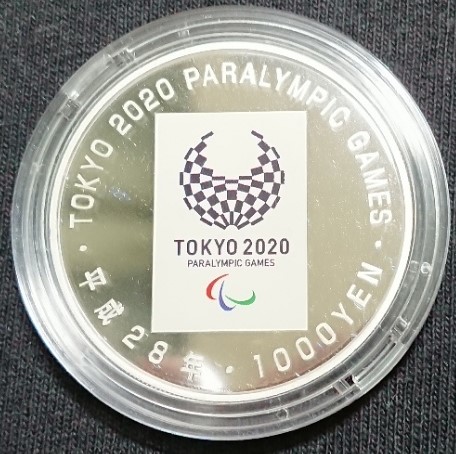 TOKYO 2020 PARALYMPIC GAMES
TOKYO 2020
PARALYMPIC GAMES
平成28年・1000YEN